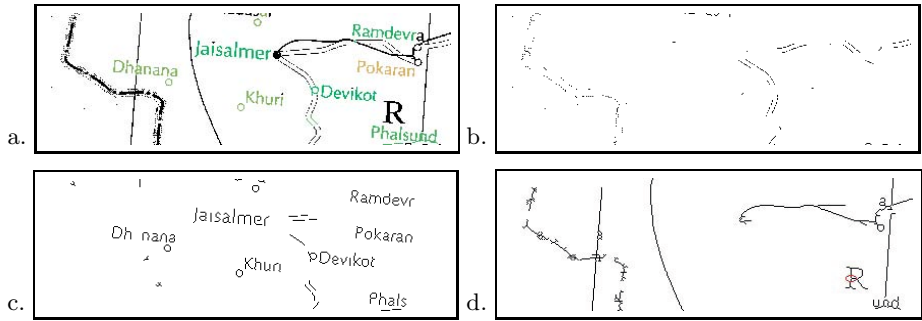 a.
Ramdevra
Jaisalmer
Pokaran
Dhanana
Devikot
Khuri
R
Phalsund
b.
c.
Ramdevr
Jaisalmer
Pokaran
Dh nana
Devikot
Khuri
Phals
d.
a
a
R
und